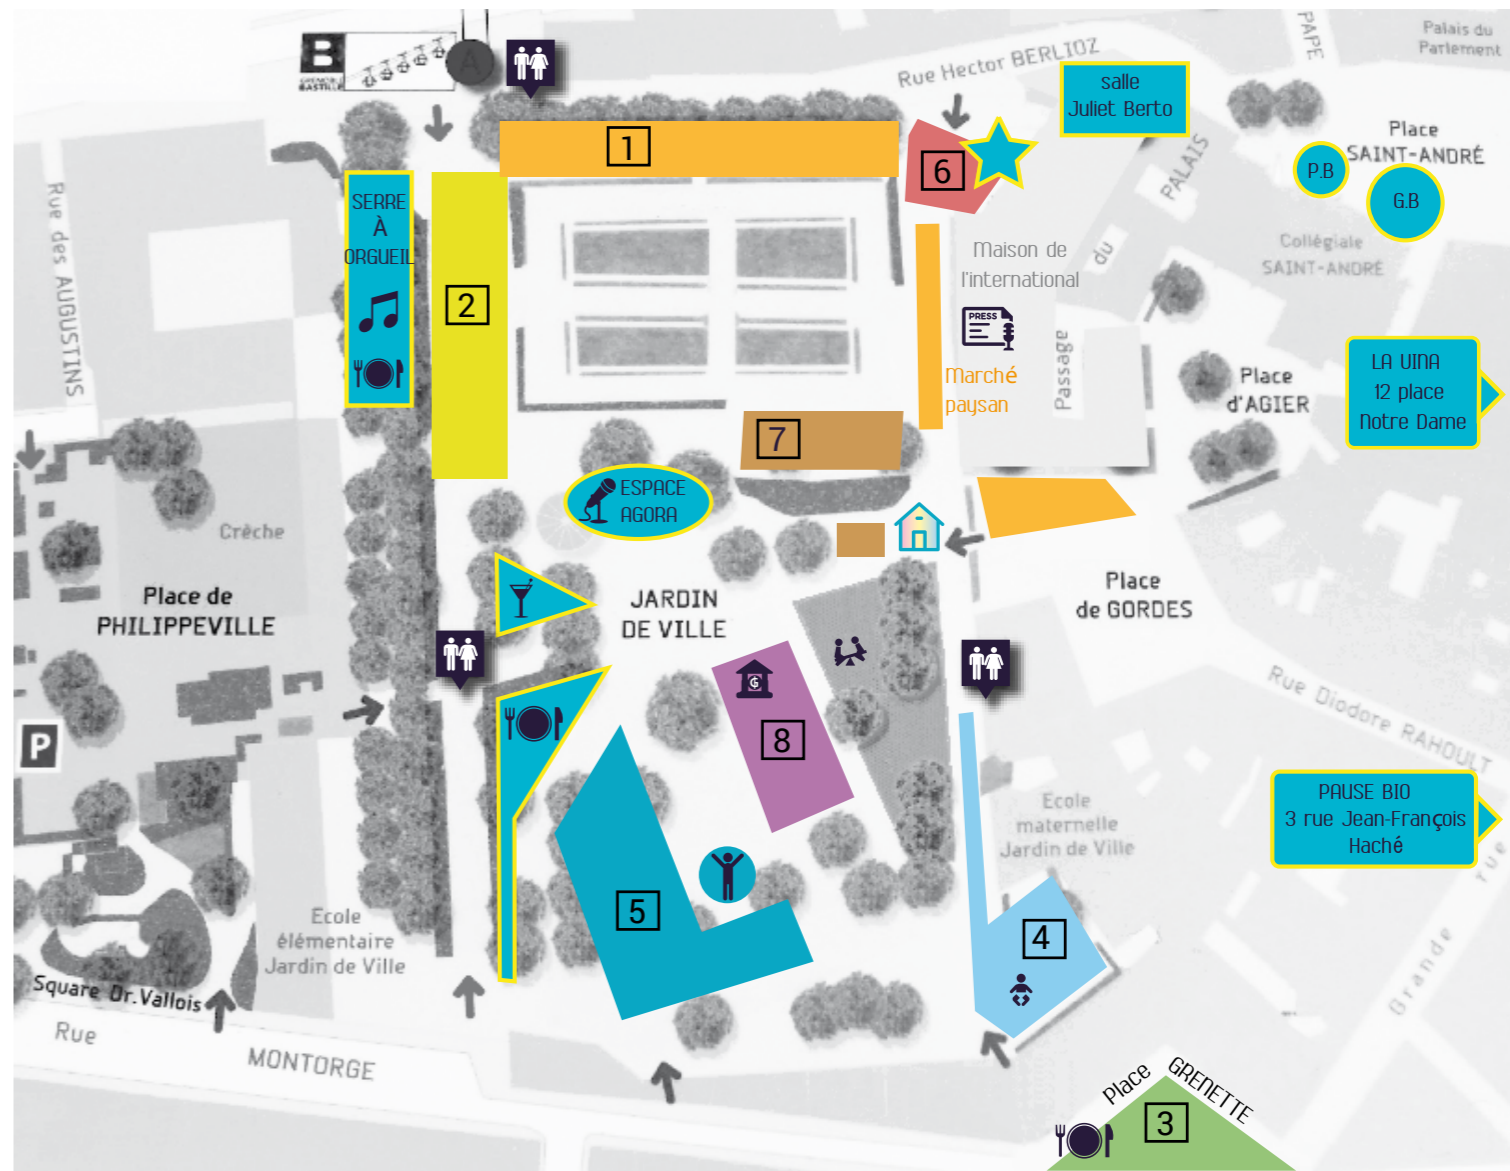 B
GRENOBLE
BASTILLE
A
Rue Hector BERLIOZ
PAPE
Palais du
Parlement
salle
Juliet Berto
Place
SAINT-ANDRÉ
P.B
G.B
Collégiale
SAINT-ANDRÉ
1
6
PALAIS
du
Passage
Rue des AUGUSTINS
SERRE
À
ORGUEIL
2
Maison de
l'international
PRESS
Marché
paysan
Place
d'AGIER
LA VINA
12 place
Notre Dame
7
ESPACE
AGORA
Crèche
Place de
PHILIPPEVILLE
JARDIN
DE VILLE
Place
de GORDES
Rue Diodore RAHOULT
P
G
8
PAUSE BIO
3 rue Jean-François
Haché
Ecole
maternelle
Jardin de Ville
Grande rue
5
4
Ecole
élémentaire
Jardin de Ville
Square Dr.Vallois
Rue
MONTORGE
Place GRENETTE
3